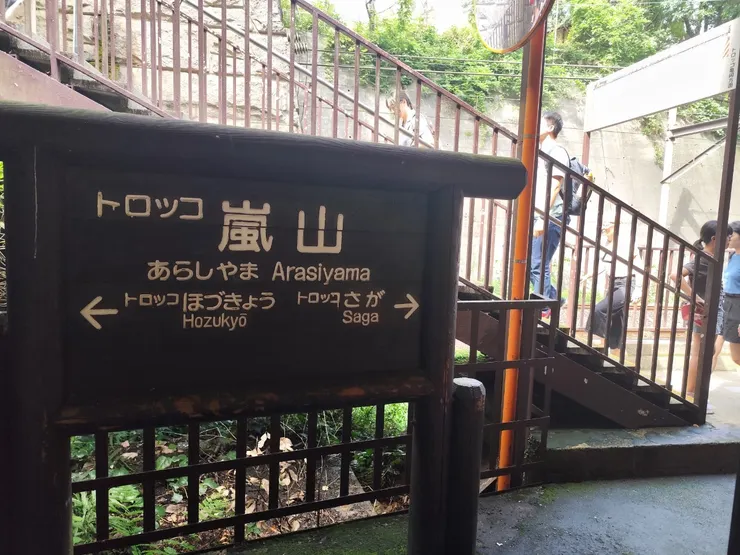 トロッコ 嵐山
あらしやま Arasiyama
← トロッコ ほづきょう トロッコ さが →
Hozukyō Saga